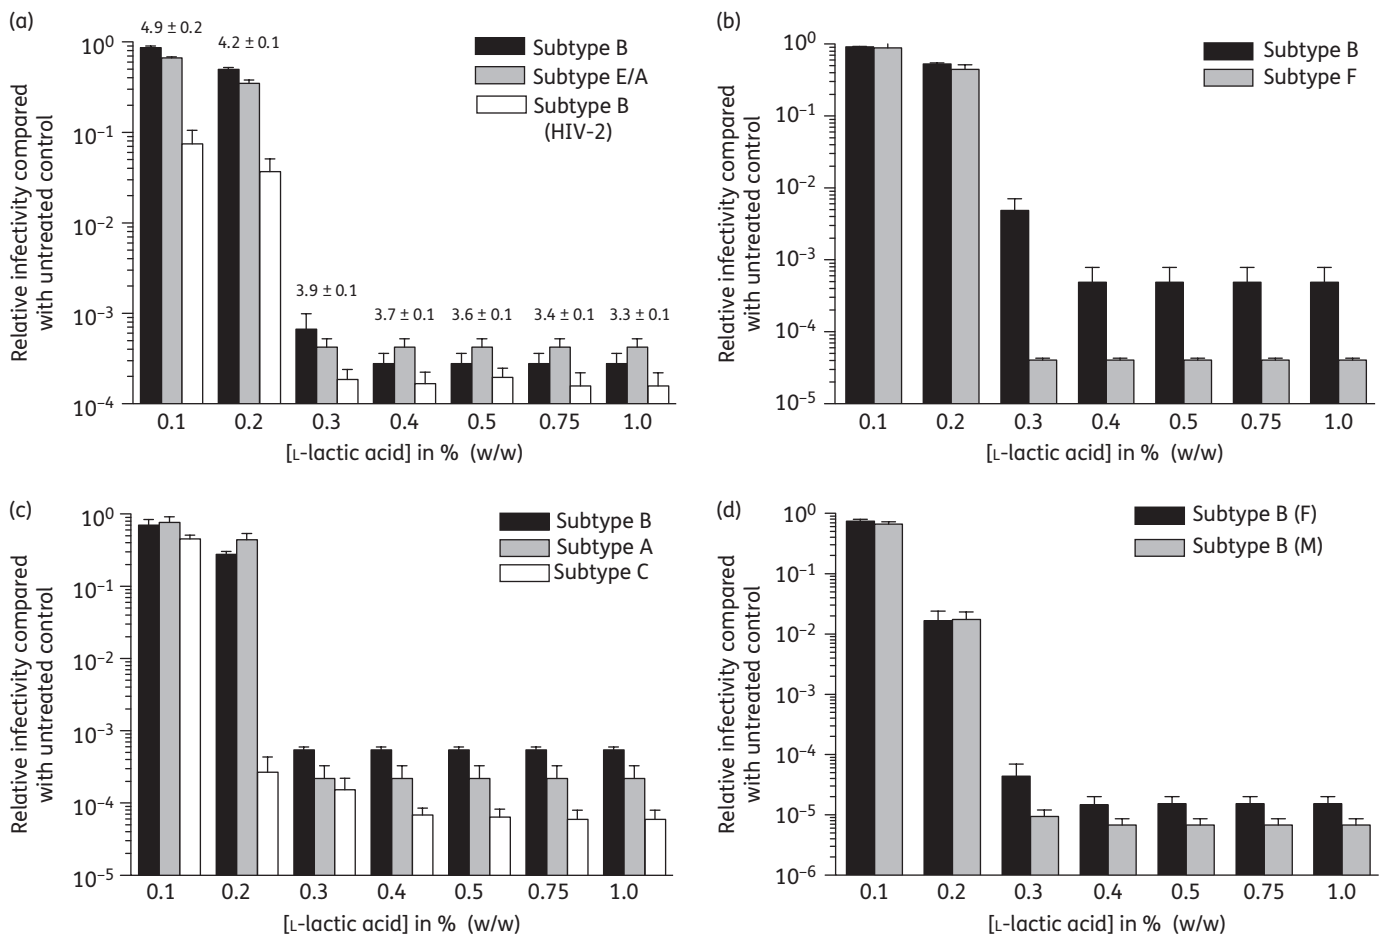 (a)
4.9 ± 0.2
4.2 ± 0.1
3.9 ± 0.1
3.7 ± 0.1
3.6 ± 0.1
3.4 ± 0.1
3.3 ± 0.1
Subtype B
Subtype E/A
Subtype B
(HIV-2)
Relative infectivity compared
with untreated control
10⁰
10⁻¹
10⁻²
10⁻³
10⁻⁴
0.1 0.2 0.3 0.4 0.5 0.75 1.0
[L-lactic acid] in % (w/w)
(b)
Subtype B
Subtype F
Relative infectivity compared
with untreated control
10⁰
10⁻¹
10⁻²
10⁻³
10⁻⁴
10⁻⁵
0.1 0.2 0.3 0.4 0.5 0.75 1.0
[L-lactic acid] in % (w/w)
(c)
Subtype B
Subtype A
Subtype C
Relative infectivity compared
with untreated control
10⁰
10⁻¹
10⁻²
10⁻³
10⁻⁴
10⁻⁵
0.1 0.2 0.3 0.4 0.5 0.75 1.0
[L-lactic acid] in % (w/w)
(d)
Subtype B (F)
Subtype B (M)
Relative infectivity compared
with untreated control
10⁰
10⁻¹
10⁻²
10⁻³
10⁻⁴
10⁻⁵
10⁻⁶
0.1 0.2 0.3 0.4 0.5 0.75 1.0
[L-lactic acid] in % (w/w)